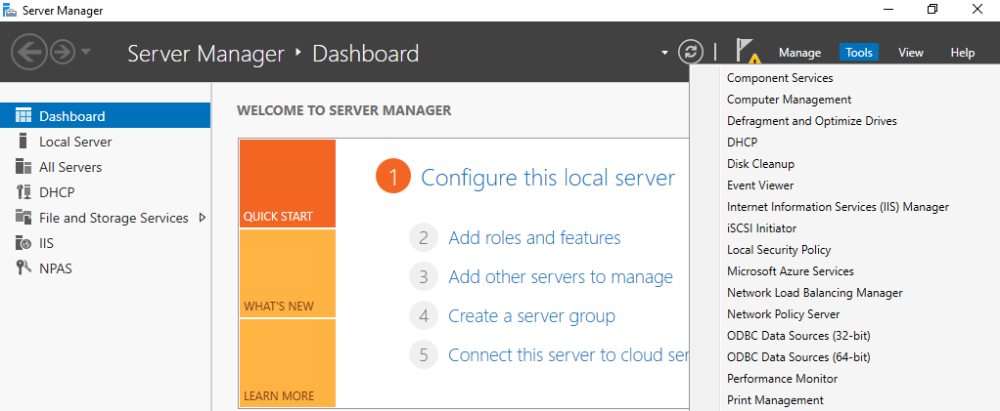 Server Manager
Server Manager ‣ Dashboard
Manage Tools View Help
Dashboard
Local Server
All Servers
DHCP
File and Storage Services
IIS
NPAS
WELCOME TO SERVER MANAGER
QUICK START
WHAT'S NEW
LEARN MORE
1 Configure this local server
2 Add roles and features
3 Add other servers to manage
4 Create a server group
5 Connect this server to cloud ser
Component Services
Computer Management
Defragment and Optimize Drives
DHCP
Disk Cleanup
Event Viewer
Internet Information Services (IIS) Manager
iSCSI Initiator
Local Security Policy
Microsoft Azure Services
Network Load Balancing Manager
Network Policy Server
ODBC Data Sources (32-bit)
ODBC Data Sources (64-bit)
Performance Monitor
Print Management